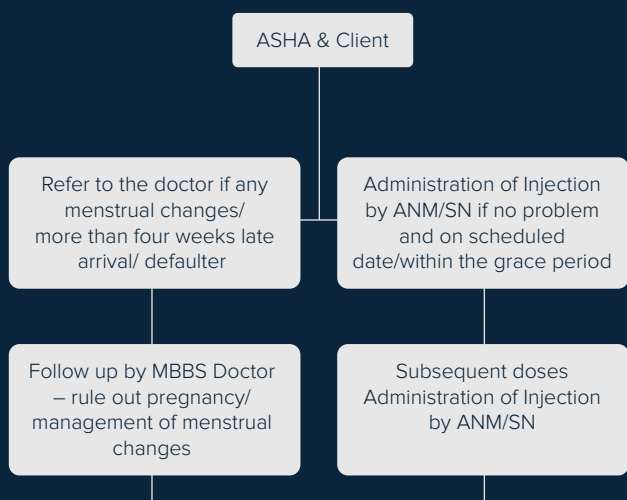 ASHA & Client
Refer to the doctor if any
menstrual changes/
more than four weeks late
arrival/ defaulter
Administration of Injection
by ANM/SN if no problem
and on scheduled
date/within the grace period
Follow up by MBBS Doctor
– rule out pregnancy/
management of menstrual
changes
Subsequent doses
Administration of Injection
by ANM/SN